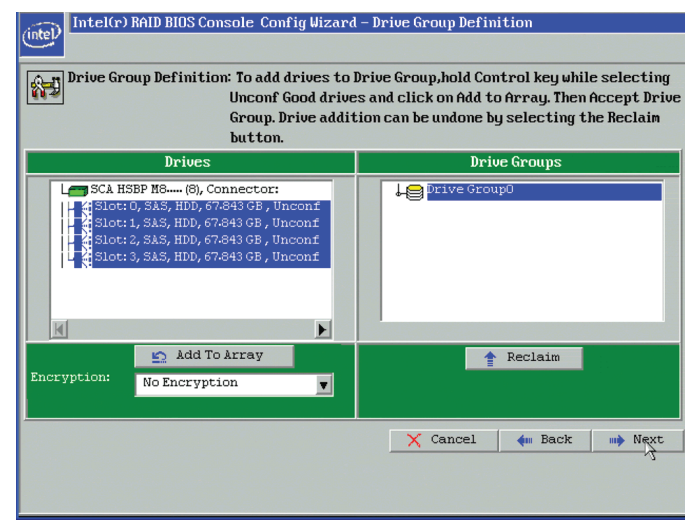 intel
Intel(r) RAID BIOS Console Config Wizard - Drive Group Definition
Drive Group Definition: To add drives to Drive Group,hold Control key while selecting
Unconf Good drives and click on Add to Array. Then Accept Drive
Group. Drive addition can be undone by selecting the Reclaim
button.
Drives
SCA HSBP M8..... (8), Connector:
Slot: 0, SAS, HDD, 67.843 GB , Unconf
Slot: 1, SAS, HDD, 67.843 GB , Unconf
Slot: 2, SAS, HDD, 67.843 GB , Unconf
Slot: 3, SAS, HDD, 67.843 GB , Unconf
Add To Array
Encryption:
No Encryption
Drive Groups
Drive Group0
Reclaim
Cancel
Back
Next